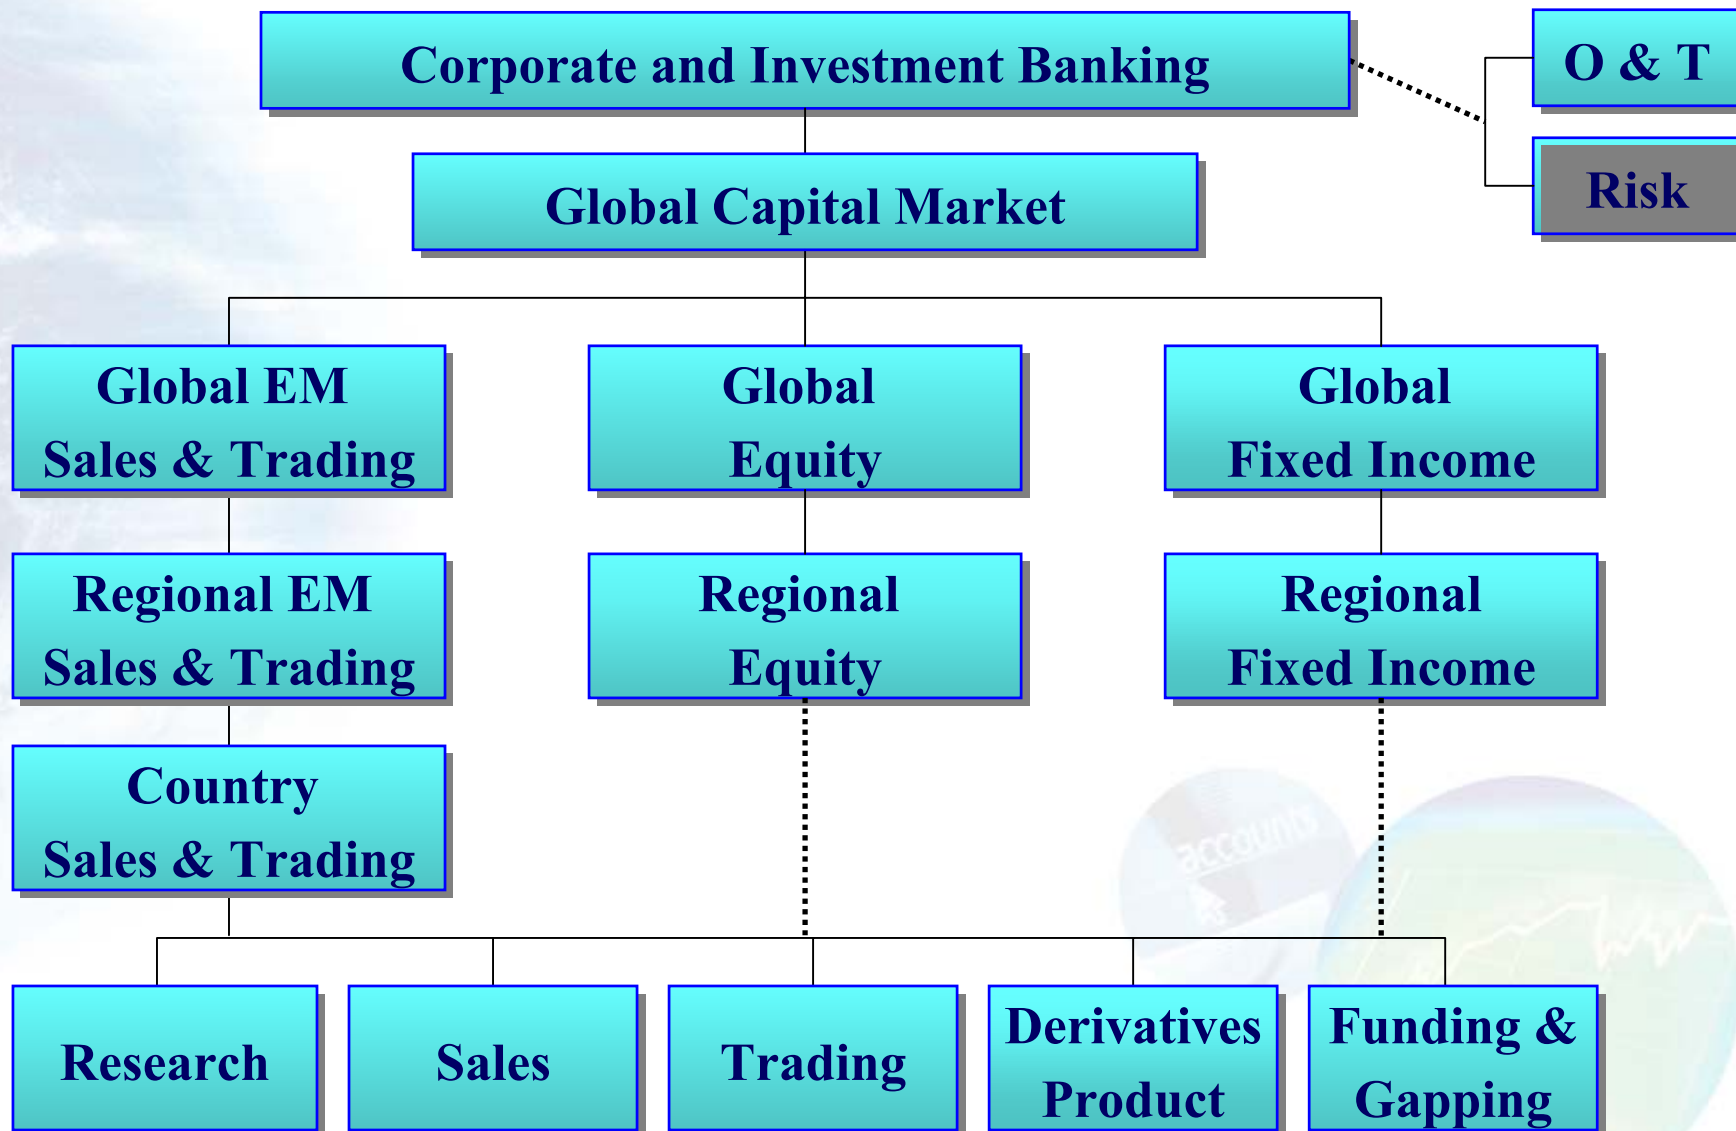 Corporate and Investment Banking
O & T
Risk
Global Capital Market
Global EM
Sales & Trading
Global
Equity
Global
Fixed Income
Regional EM
Sales & Trading
Regional
Equity
Regional
Fixed Income
Country
Sales & Trading
accounts
Research
Sales
Trading
Derivatives
Product
Funding &
Gapping